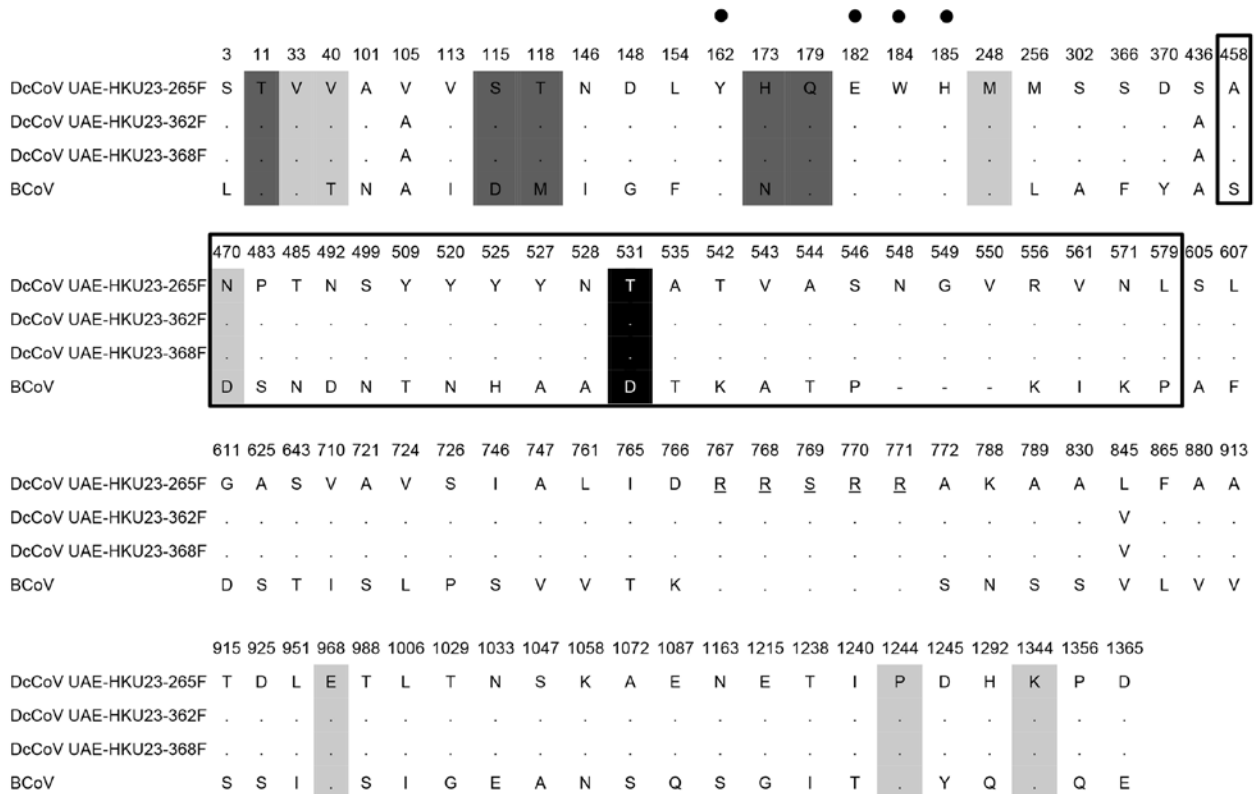 3 11 33 40 101 105 113 115 118 146 148 154 162 173 179 182 184 185 248 256 302 366 370 436 458
DcCoV UAE-HKU23-265F S T V V A V V S T N D L Y H Q E W H M M S S D S A
DcCoV UAE-HKU23-362F . . . . . A . . . . . . . . . . . . . . . . . A .
DcCoV UAE-HKU23-368F . . . . . A . . . . . . . . . . . . . . . . . A .
BCoV L . . T N A I D M I G F . N . . . . . L A F Y A S
470 483 485 492 499 509 520 525 527 528 531 535 542 543 544 546 548 549 550 556 561 571 579 605 607
DcCoV UAE-HKU23-265F N P T N S Y Y Y Y N T A T V A S N G V R V N L S L
DcCoV UAE-HKU23-362F . . . . . . . . . . . . . . . . . . . . . . . . .
DcCoV UAE-HKU23-368F . . . . . . . . . . . . . . . . . . . . . . . . .
BCoV D S N D N T N H A A D T K A T P - - - K I K P A F
611 625 643 710 721 724 726 746 747 761 765 766 767 768 769 770 771 772 788 789 830 845 865 880 913
DcCoV UAE-HKU23-265F G A S V A V S I A L I D R R S R R A K A A L F A A
DcCoV UAE-HKU23-362F . . . . . . . . . . . . . . . . . . . . . V . . .
DcCoV UAE-HKU23-368F . . . . . . . . . . . . . . . . . . . . . V . . .
BCoV D S T I S L P S V V T K . . . . . S N S S V L V V
915 925 951 968 988 1006 1029 1033 1047 1058 1072 1087 1163 1215 1238 1240 1244 1245 1292 1344 1356 1365
DcCoV UAE-HKU23-265F T D L E T L T N S K A E N E T I P D H K P D
DcCoV UAE-HKU23-362F . . . . . . . . . . . . . . . . . . . . . .
DcCoV UAE-HKU23-368F . . . . . . . . . . . . . . . . . . . . . .
BCoV S S I . S I G E A N S Q S G I T . Y Q . Q E